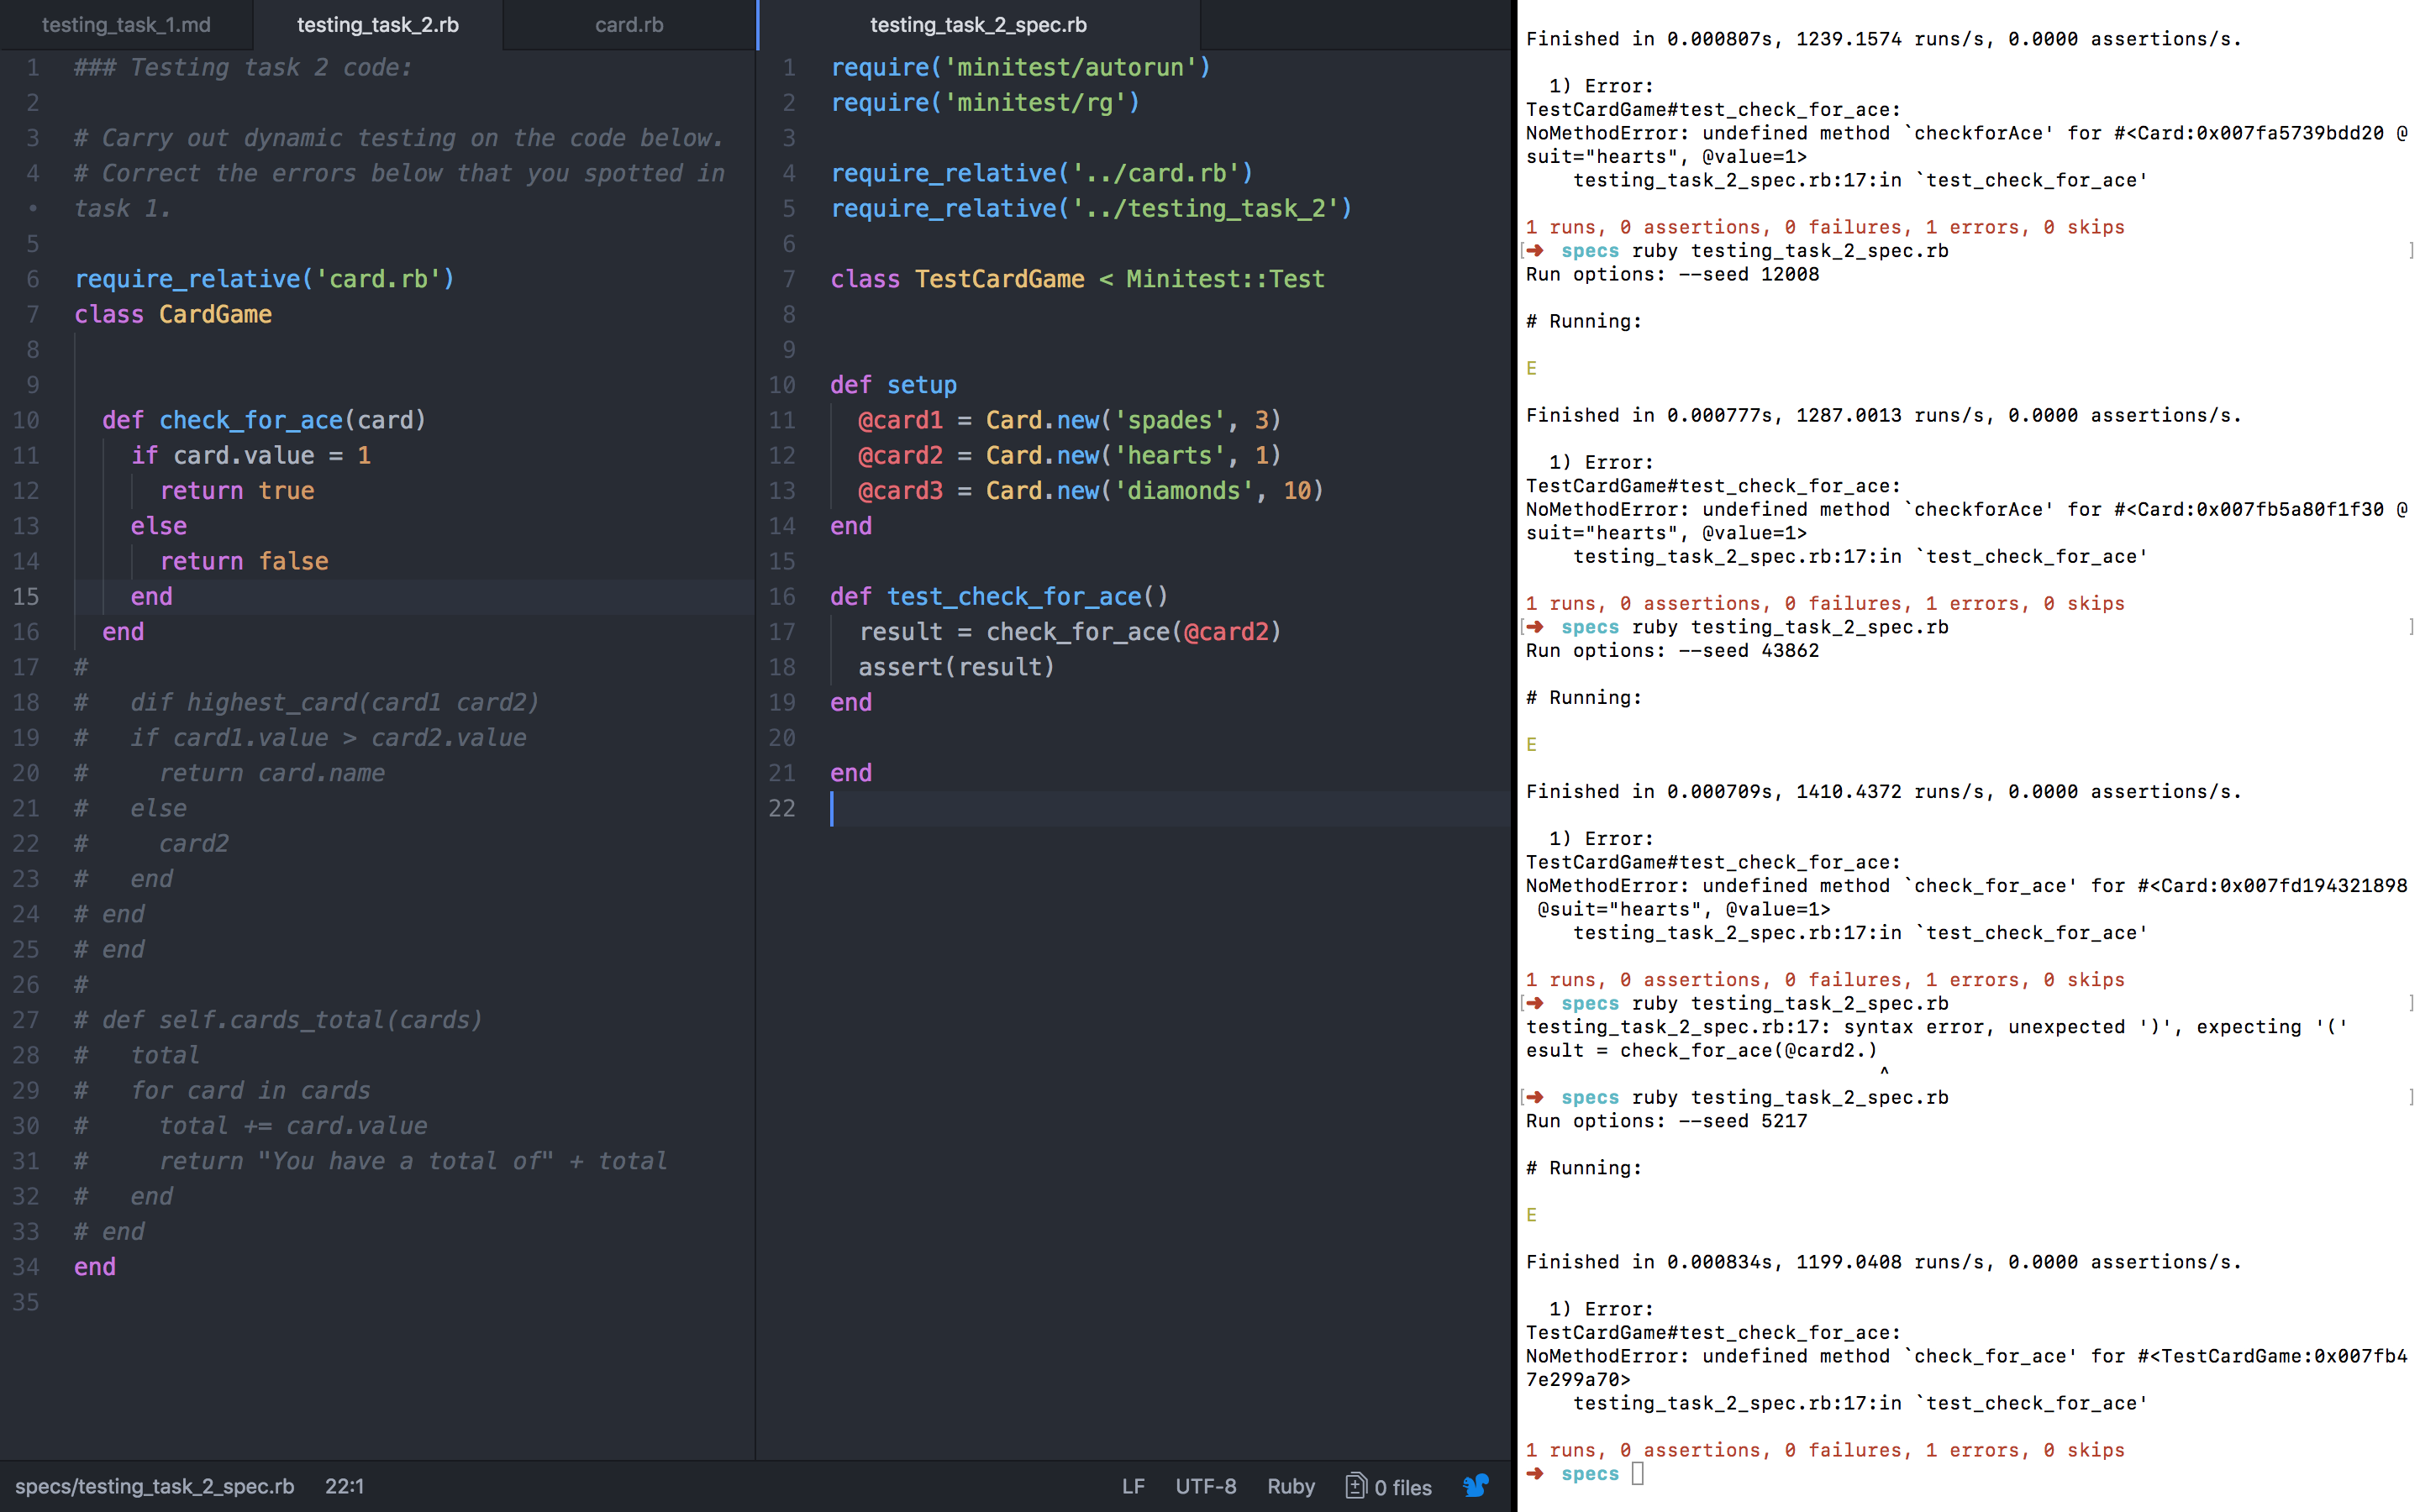 testing_task_1.md
testing_task_2.rb
card.rb
1 ### Testing task 2 code:
2
3 # Carry out dynamic testing on the code below.
4 # Correct the errors below that you spotted in
• task 1.
5
6 require_relative('card.rb')
7 class CardGame
8
9
10   def check_for_ace(card)
11     if card.value = 1
12       return true
13     else
14       return false
15     end
16   end
17 #
18 #   dif highest_card(card1 card2)
19 #   if card1.value > card2.value
20 #     return card.name
21 #   else
22 #     card2
23 #   end
24 # end
25 # end
26 #
27 # def self.cards_total(cards)
28 #   total
29 #   for card in cards
30 #     total += card.value
31 #     return "You have a total of" + total
32 #   end
33 # end
34 end
35
testing_task_2_spec.rb
1 require('minitest/autorun')
2 require('minitest/rg')
3
4 require_relative('../card.rb')
5 require_relative('../testing_task_2')
6
7 class TestCardGame < Minitest::Test
8
9
10 def setup
11   @card1 = Card.new('spades', 3)
12   @card2 = Card.new('hearts', 1)
13   @card3 = Card.new('diamonds', 10)
14 end
15
16 def test_check_for_ace()
17   result = check_for_ace(@card2)
18   assert(result)
19 end
20
21 end
22
specs/testing_task_2_spec.rb 22:1
LF UTF-8 Ruby 0 files
Finished in 0.000807s, 1239.1574 runs/s, 0.0000 assertions/s.
  1) Error:
TestCardGame#test_check_for_ace:
NoMethodError: undefined method `checkforAce' for #<Card:0x007fa5739bdd20 @
suit="hearts", @value=1>
    testing_task_2_spec.rb:17:in `test_check_for_ace'
1 runs, 0 assertions, 0 failures, 1 errors, 0 skips
[➜  specs ruby testing_task_2_spec.rb ]
Run options: --seed 12008
# Running:
E
Finished in 0.000777s, 1287.0013 runs/s, 0.0000 assertions/s.
  1) Error:
TestCardGame#test_check_for_ace:
NoMethodError: undefined method `checkforAce' for #<Card:0x007fb5a80f1f30 @
suit="hearts", @value=1>
    testing_task_2_spec.rb:17:in `test_check_for_ace'
1 runs, 0 assertions, 0 failures, 1 errors, 0 skips
[➜  specs ruby testing_task_2_spec.rb ]
Run options: --seed 43862
# Running:
E
Finished in 0.000709s, 1410.4372 runs/s, 0.0000 assertions/s.
  1) Error:
TestCardGame#test_check_for_ace:
NoMethodError: undefined method `check_for_ace' for #<Card:0x007fd194321898
 @suit="hearts", @value=1>
    testing_task_2_spec.rb:17:in `test_check_for_ace'
1 runs, 0 assertions, 0 failures, 1 errors, 0 skips
[➜  specs ruby testing_task_2_spec.rb ]
testing_task_2_spec.rb:17: syntax error, unexpected ')', expecting '('
esult = check_for_ace(@card2.)
^
[➜  specs ruby testing_task_2_spec.rb ]
Run options: --seed 5217
# Running:
E
Finished in 0.000834s, 1199.0408 runs/s, 0.0000 assertions/s.
  1) Error:
TestCardGame#test_check_for_ace:
NoMethodError: undefined method `check_for_ace' for #<TestCardGame:0x007fb4
7e299a70>
    testing_task_2_spec.rb:17:in `test_check_for_ace'
1 runs, 0 assertions, 0 failures, 1 errors, 0 skips
➜  specs